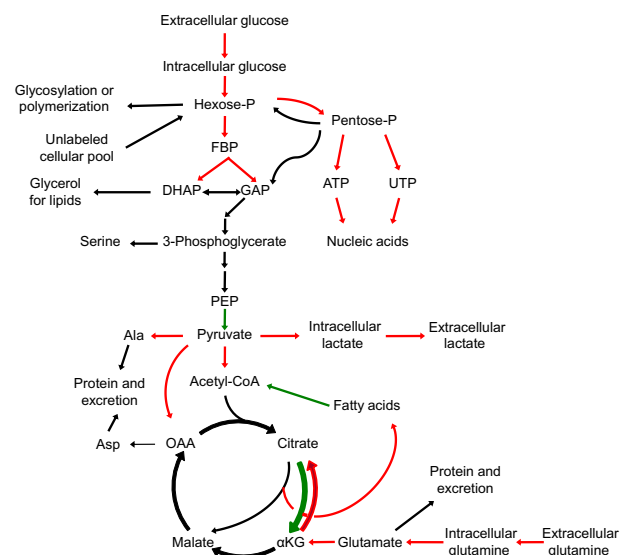 Extracellular glucose
Intracellular glucose
Glycosylation or
polymerization
Hexose-P
Pentose-P
Unlabeled
cellular pool
FBP
Glycerol
for lipids
DHAP
GAP
ATP
UTP
Serine
3-Phosphoglycerate
Nucleic acids
PEP
Ala
Pyruvate
Intracellular
lactate
Extracellular
lactate
Protein and
excretion
Acetyl-CoA
Fatty acids
Asp
OAA
Citrate
Protein and
excretion
Malate
αKG
Glutamate
Intracellular
glutamine
Extracellular
glutamine